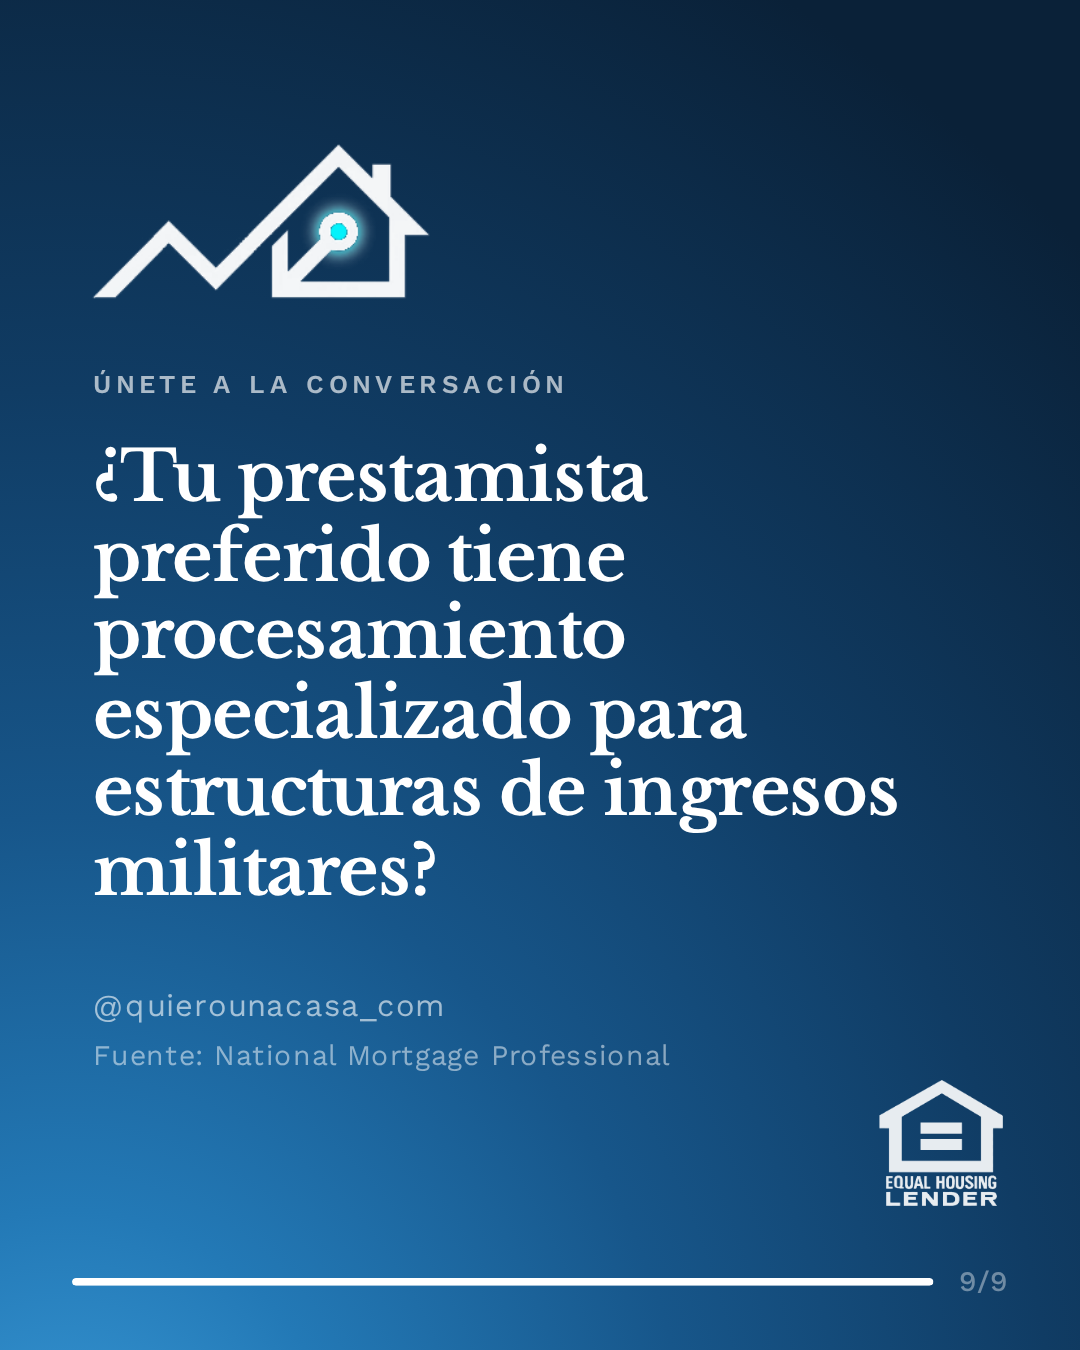 ÚNETE A LA CONVERSACIÓN
¿Tu prestamista
preferido tiene
procesamiento
especializado para
estructuras de ingresos
militares?
@quierounacasa_com
Fuente: National Mortgage Professional
EQUAL HOUSING
LENDER
9/9